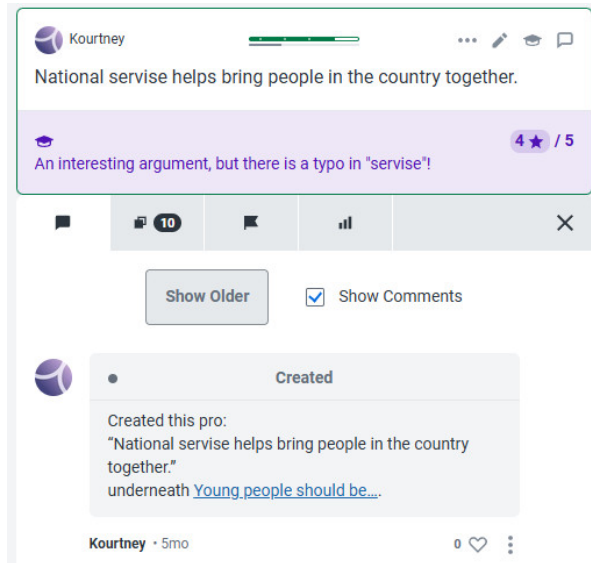 Kourtney
National servise helps bring people in the country together.
4 ★ / 5
An interesting argument, but there is a typo in "servise"!
10
Show Older
Show Comments
Created
Created this pro:
“National servise helps bring people in the country
together.”
underneath Young people should be....
Kourtney • 5mo
0